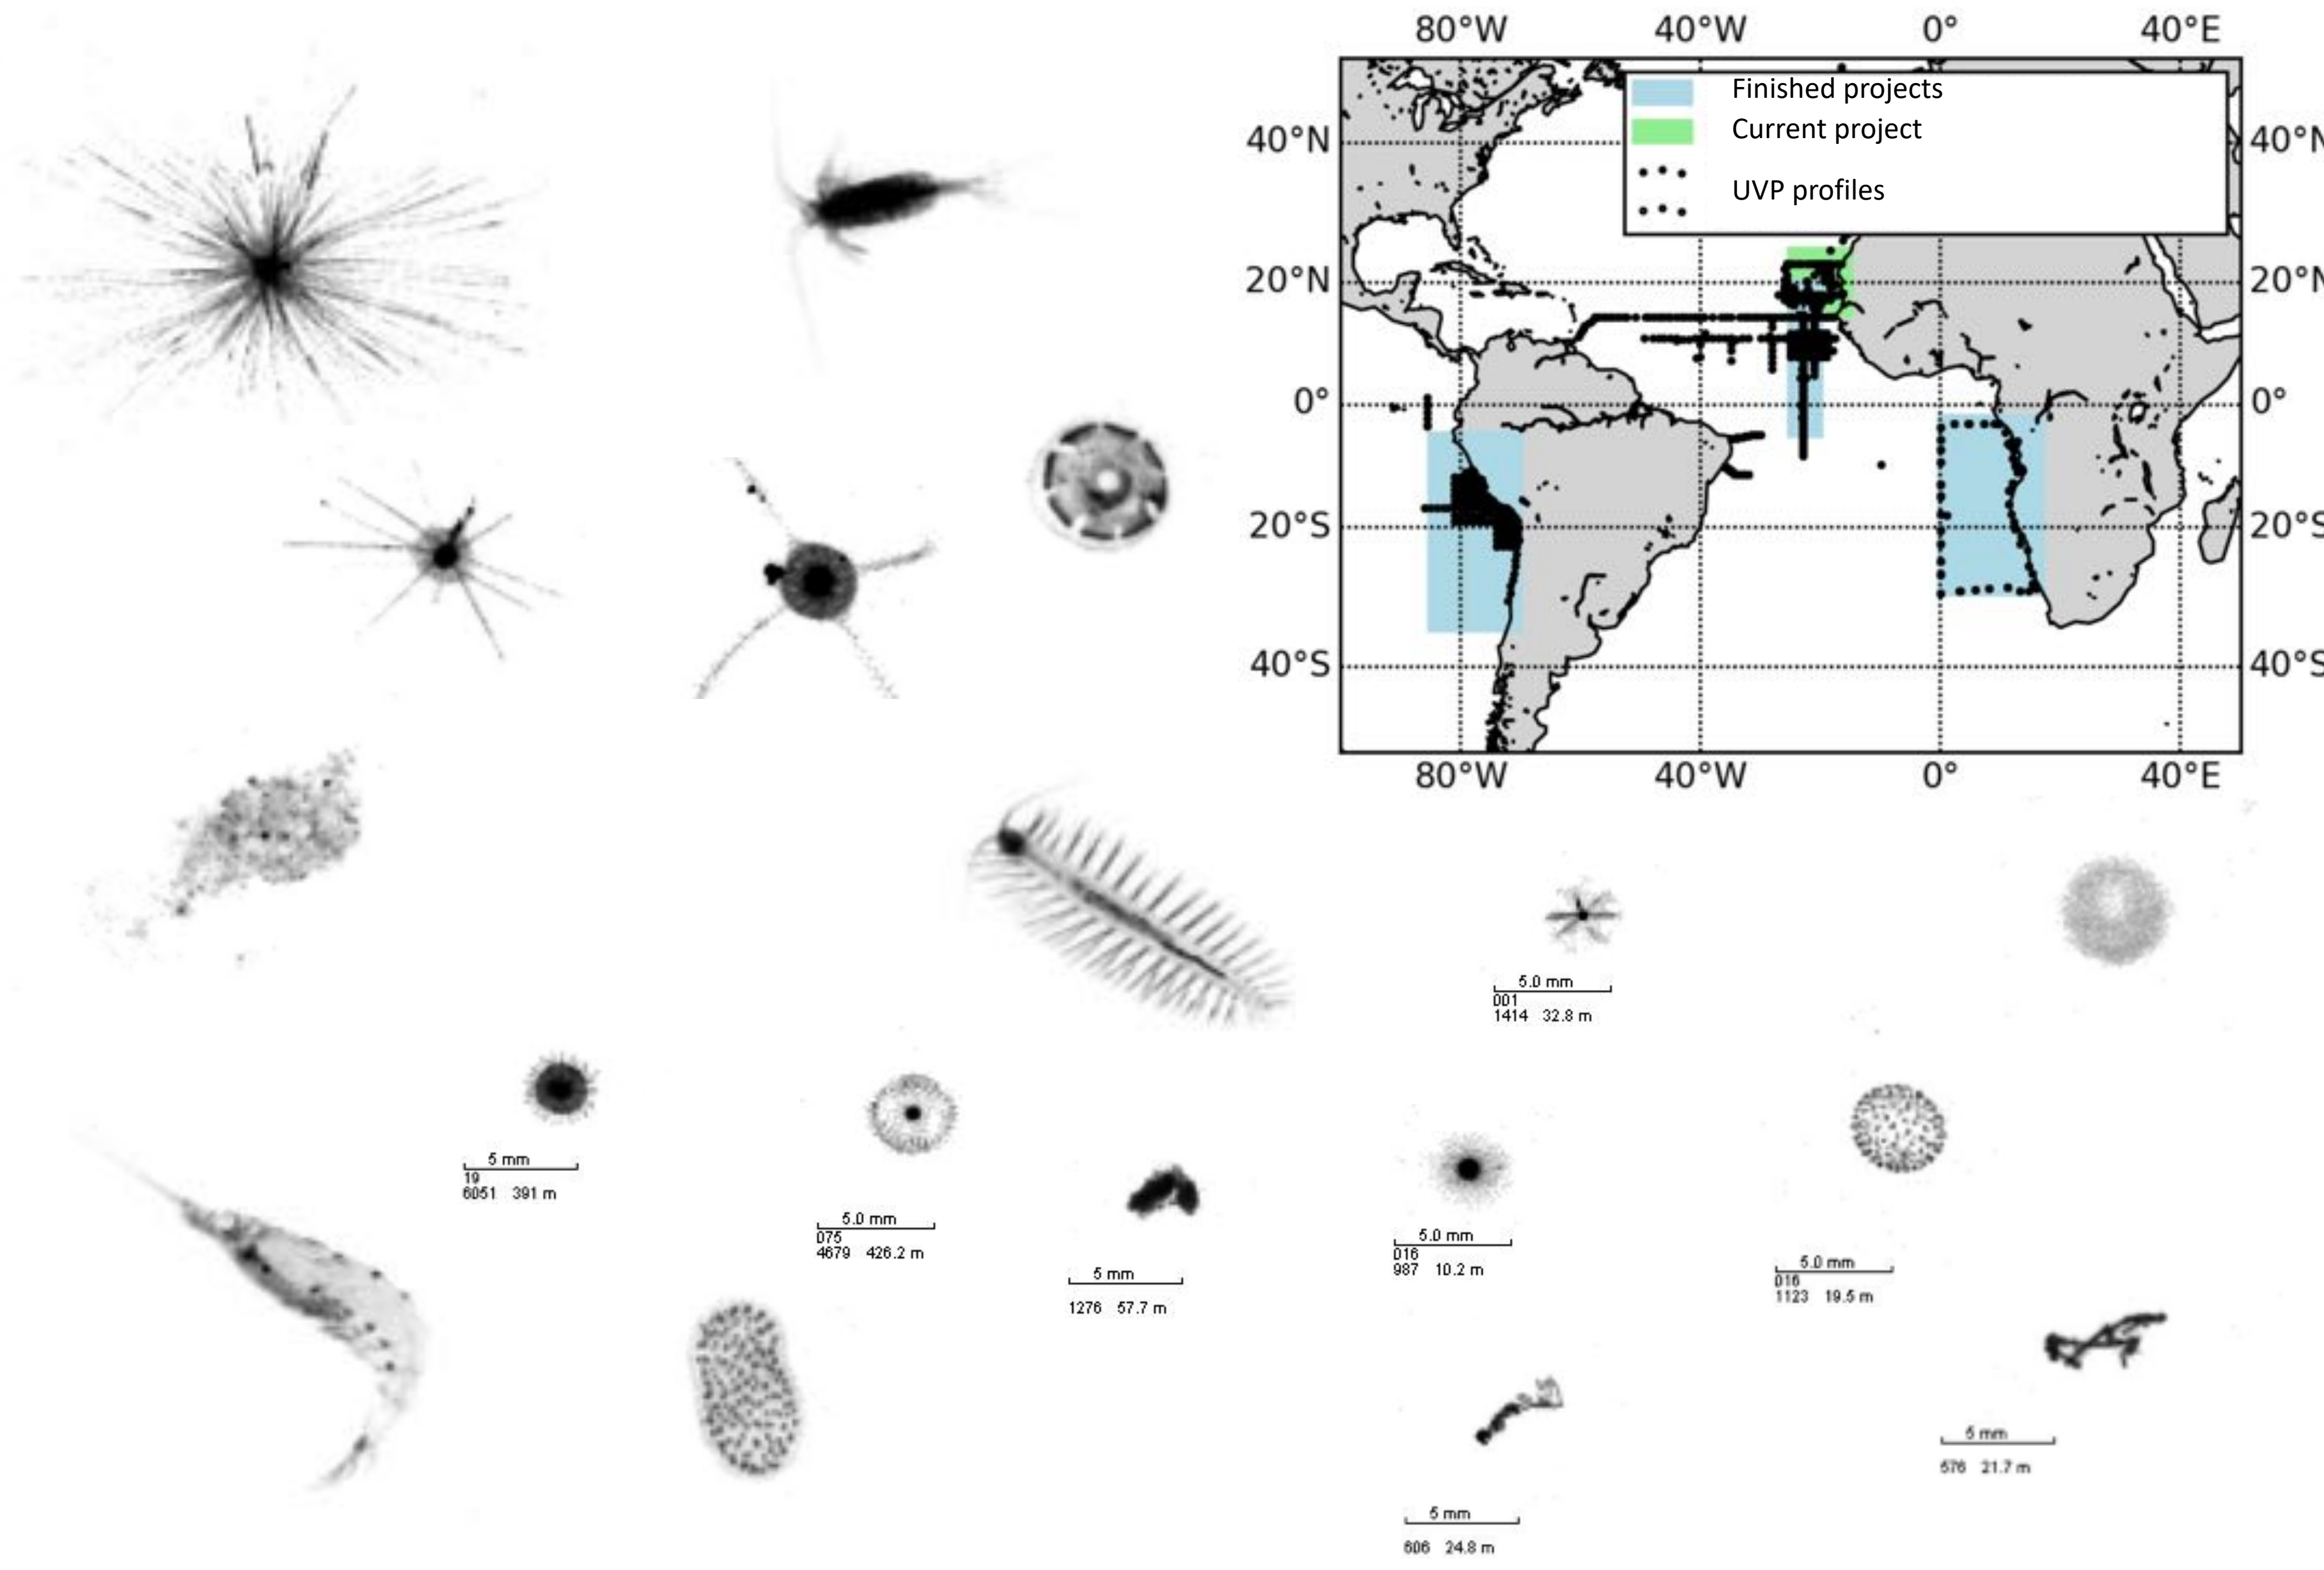 80°W 40°W 0° 40°E
Finished projects
Current project
UVP profiles
40°N 40°N
20°N 20°N
0° 0°
20°S 20°S
40°S 40°S
80°W 40°W 0° 40°E
5.0 mm
001
1414 32.8 m
5 mm
19
6051 391 m
5.0 mm
075
4679 426.2 m
5 mm
1276 57.7 m
5.0 mm
016
987 10.2 m
5.0 mm
016
1123 19.5 m
5 mm
676 21.7 m
5 mm
606 24.8 m